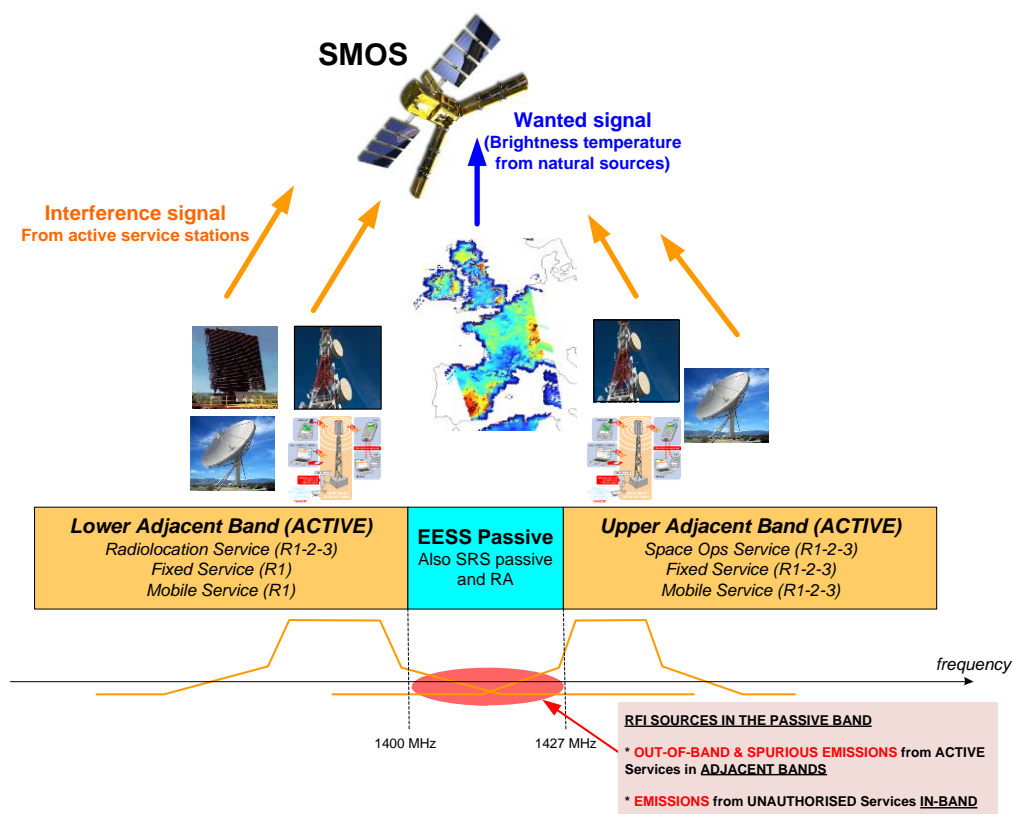 SMOS
Wanted signal
(Brightness temperature
from natural sources)
Interference signal
From active service stations
Lower Adjacent Band (ACTIVE)
Radiolocation Service (R1-2-3)
Fixed Service (R1)
Mobile Service (R1)
EESS Passive
Also SRS passive
and RA
Upper Adjacent Band (ACTIVE)
Space Ops Service (R1-2-3)
Fixed Service (R1-2-3)
Mobile Service (R1-2-3)
frequency
1400 MHz
1427 MHz
RFI SOURCES IN THE PASSIVE BAND
* OUT-OF-BAND & SPURIOUS EMISSIONS from ACTIVE
Services in ADJACENT BANDS
* EMISSIONS from UNAUTHORISED Services IN-BAND